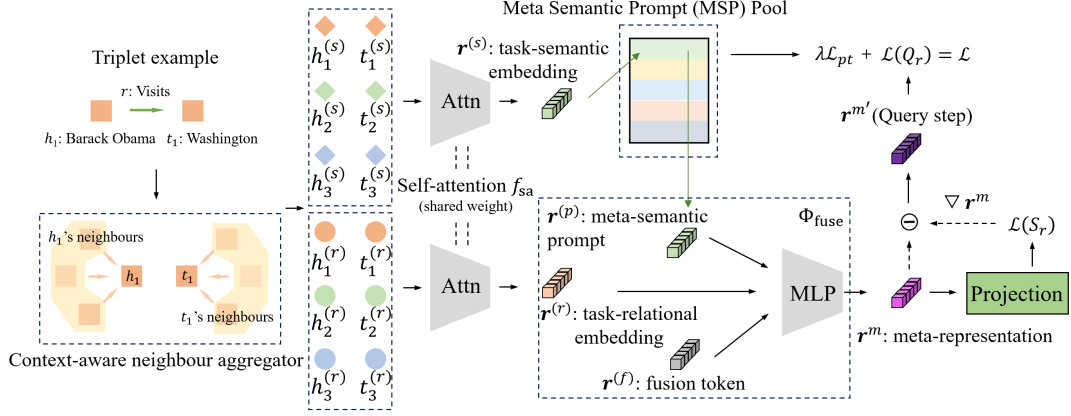 Triplet example
r: Visits
h₁: Barack Obama
t₁: Washington
h₁'s neighbours
h₁
t₁
t₁'s neighbours
Context-aware neighbour aggregator
h₁⁽ˢ⁾ t₁⁽ˢ⁾
h₂⁽ˢ⁾ t₂⁽ˢ⁾
h₃⁽ˢ⁾ t₃⁽ˢ⁾
h₁⁽ʳ⁾ t₁⁽ʳ⁾
h₂⁽ʳ⁾ t₂⁽ʳ⁾
h₃⁽ʳ⁾ t₃⁽ʳ⁾
Attn
Self-attention f_sa
(shared weight)
Attn
Meta Semantic Prompt (MSP) Pool
r⁽ˢ⁾: task-semantic
embedding
r⁽ᵖ⁾: meta-semantic
prompt
r⁽ʳ⁾: task-relational
embedding
r⁽ᶠ⁾: fusion token
Φ_fuse
MLP
λℒ_pt + ℒ(Q_r) = ℒ
r^m′(Query step)
∇ r^m
ℒ(S_r)
Projection
r^m: meta-representation